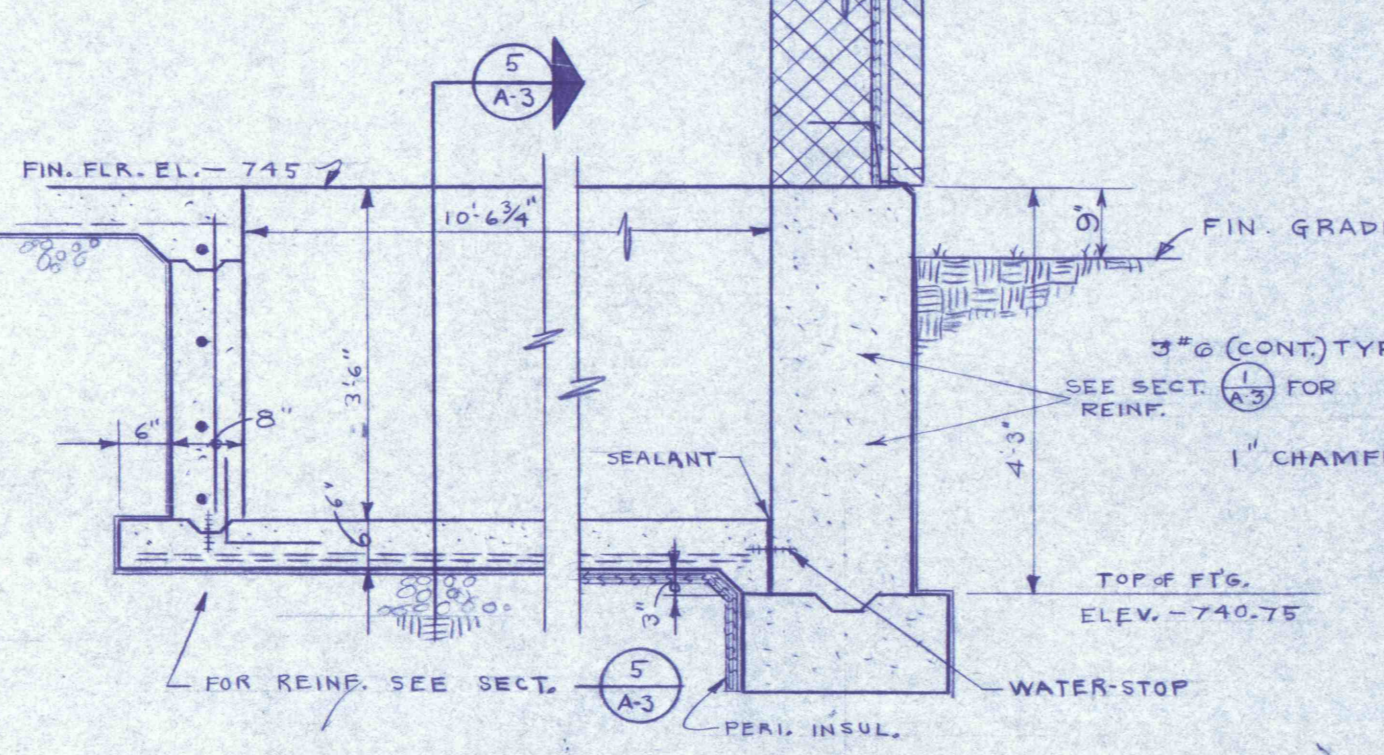 5
A-3
FIN. FLR. EL. - 745
10'-6 3/4"
9"
FIN. GRAD
3'-6"
3 #6 (CONT.) TYP
SEE SECT. 1 FOR
A-3
REINF.
6"
8"
4'-3"
SEALANT
1" CHAMF
6"
3"
TOP OF FT'G.
ELEV. - 740.75
FOR REINF. SEE SECT. 5
A-3
WATER-STOP
PERI. INSUL.